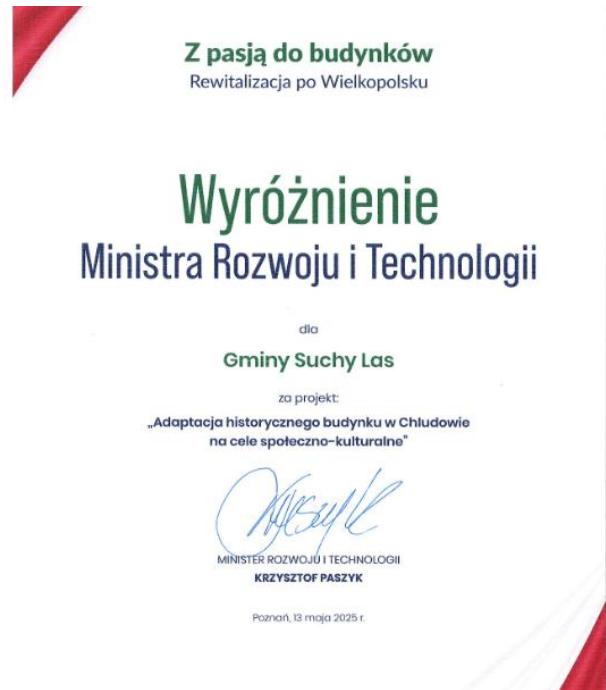 Z pasją do budynków
Rewitalizacja po Wielkopolsku
Wyróżnienie
Ministra Rozwoju i Technologii
dla
Gminy Suchy Las
za projekt:
„Adaptacja historycznego budynku w Chludowie
na cele społeczno-kulturalne”
MINISTER ROZWOJU I TECHNOLOGII
KRZYSZTOF PASZYK
Poznań, 13 maja 2025 r.